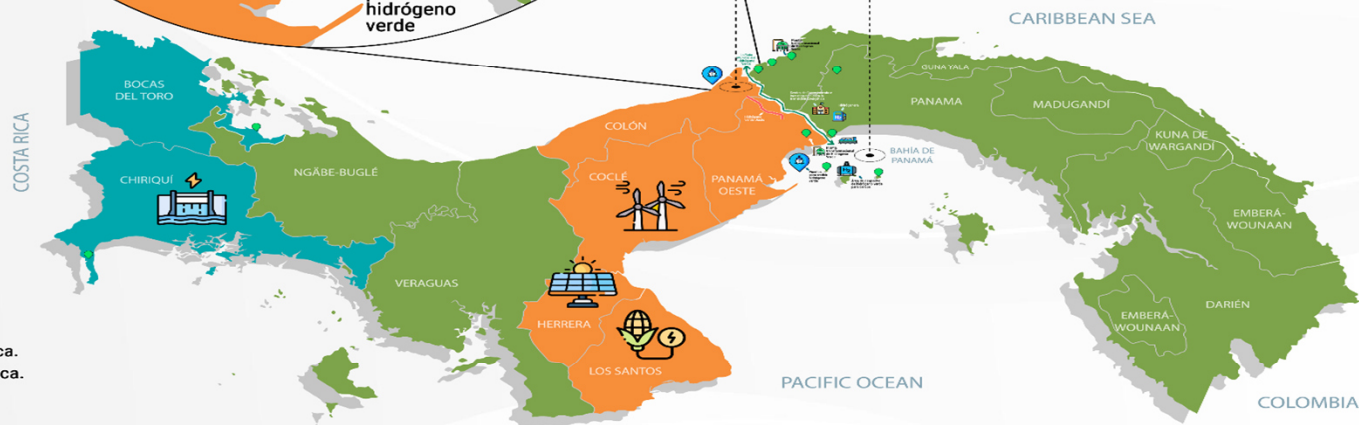 hidrógeno
verde
CARIBBEAN SEA
COSTA RICA
BOCAS
DEL TORO
CHIRIQUÍ
NGÄBE-BUGLÉ
VERAGUAS
COLÓN
COCLÉ
PANAMÁ
OESTE
HERRERA
LOS SANTOS
GUNA YALA
PANAMA
MADUGANDÍ
KUNA DE
WARGANDÍ
BAHÍA DE
PANAMÁ
EMBERÁ-
WOUNAAN
DARIÉN
EMBERÁ-
WOUNAAN
ca.
ca.
PACIFIC OCEAN
COLOMBIA